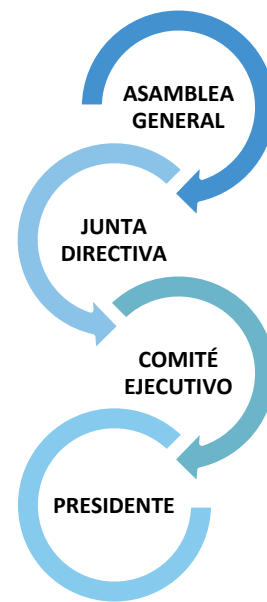 ASAMBLEA
GENERAL
JUNTA
DIRECTIVA
COMITÉ
EJECUTIVO
PRESIDENTE